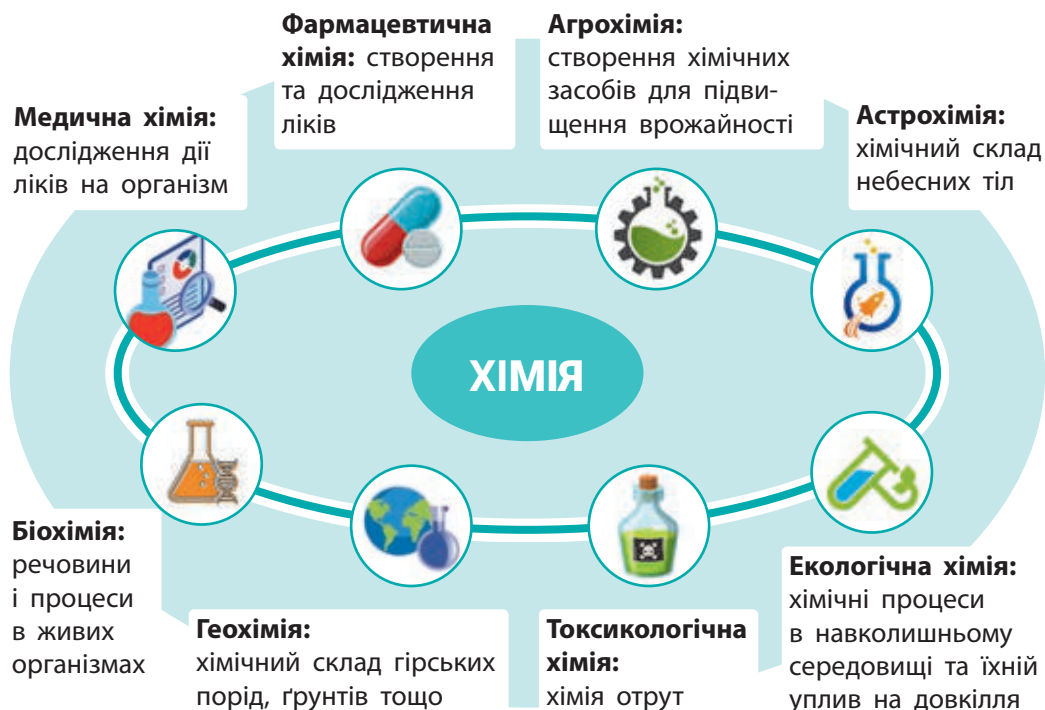 Фармацевтична
хімія: створення
та дослідження
ліків
Агрохімія:
створення хімічних
засобів для підви-
щення врожайності
Медична хімія:
дослідження дії
ліків на організм
Астрохімія:
хімічний склад
небесних тіл
ХІМІЯ
Біохімія:
речовини
і процеси
в живих
організмах
Геохімія:
хімічний склад гірських
порід, ґрунтів тощо
Токсикологічна
хімія:
хімія отрут
Екологічна хімія:
хімічні процеси
в навколишньому
середовищі та їхній
уплив на довкілля